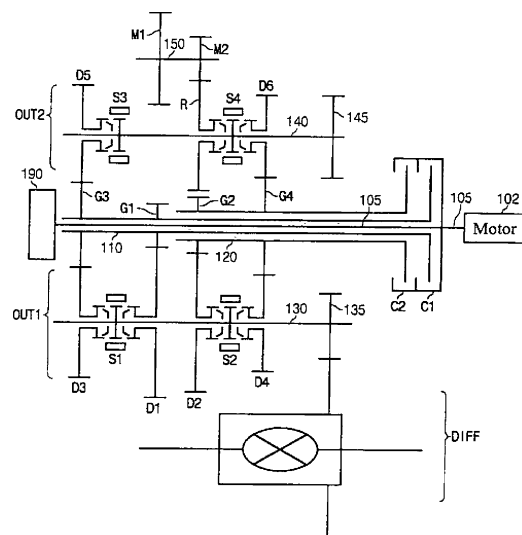 M1
150
M2
D5
S3
S4
D6
R
140
145
OUT2
190
G3
G1
G2
G4
105
105
102
Motor
110
120
C2
C1
OUT1
130
135
S1
S2
D3
D1
D2
D4
DIFF